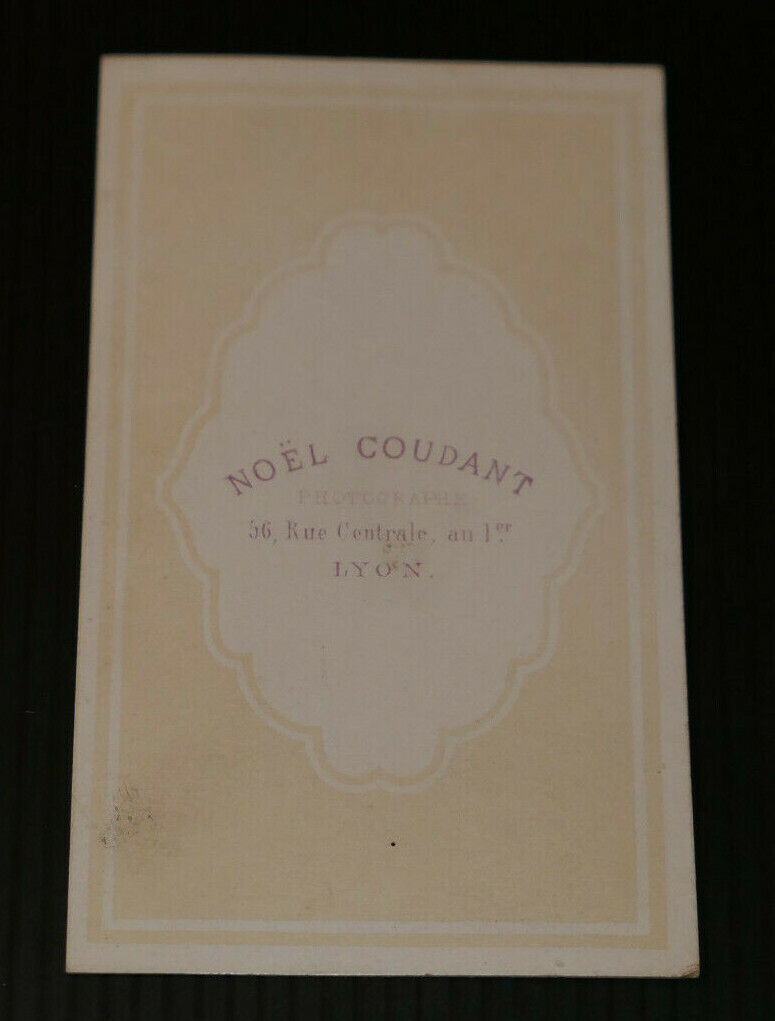 NOËL COUDANT
PHOTOGRAPHE
56, Rue Centrale, au 1er
LYON.